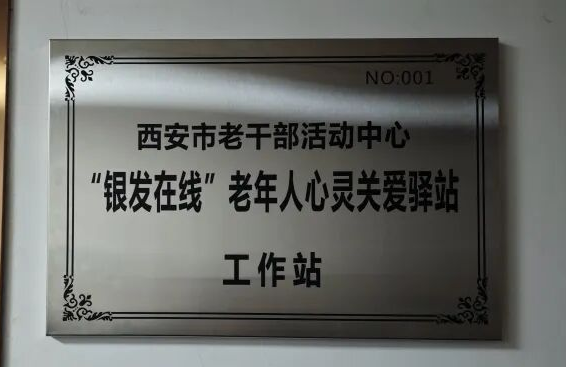 NO:001
西安市老干部活动中心
“银发在线”老年人心灵关爱驿站
工作站